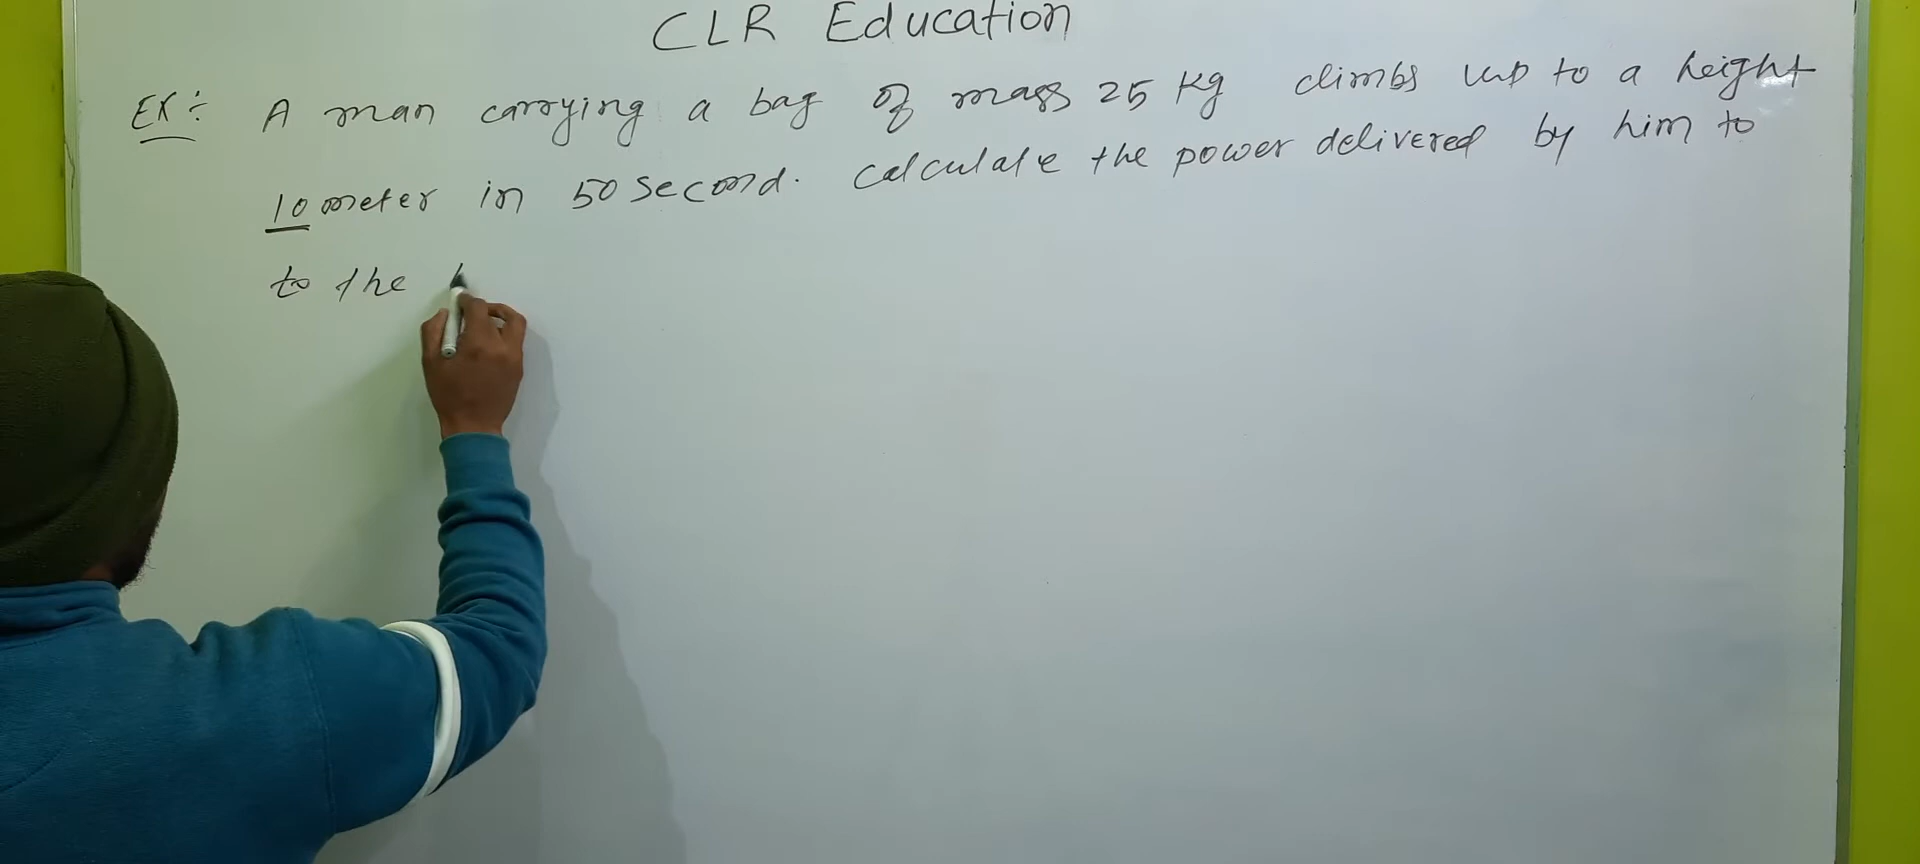 CLR Education
Ex ÷ A man carrying a bag of mass 25 kg climbs up to a height
10 meter in 50 second. calculate the power delivered by him to
to the